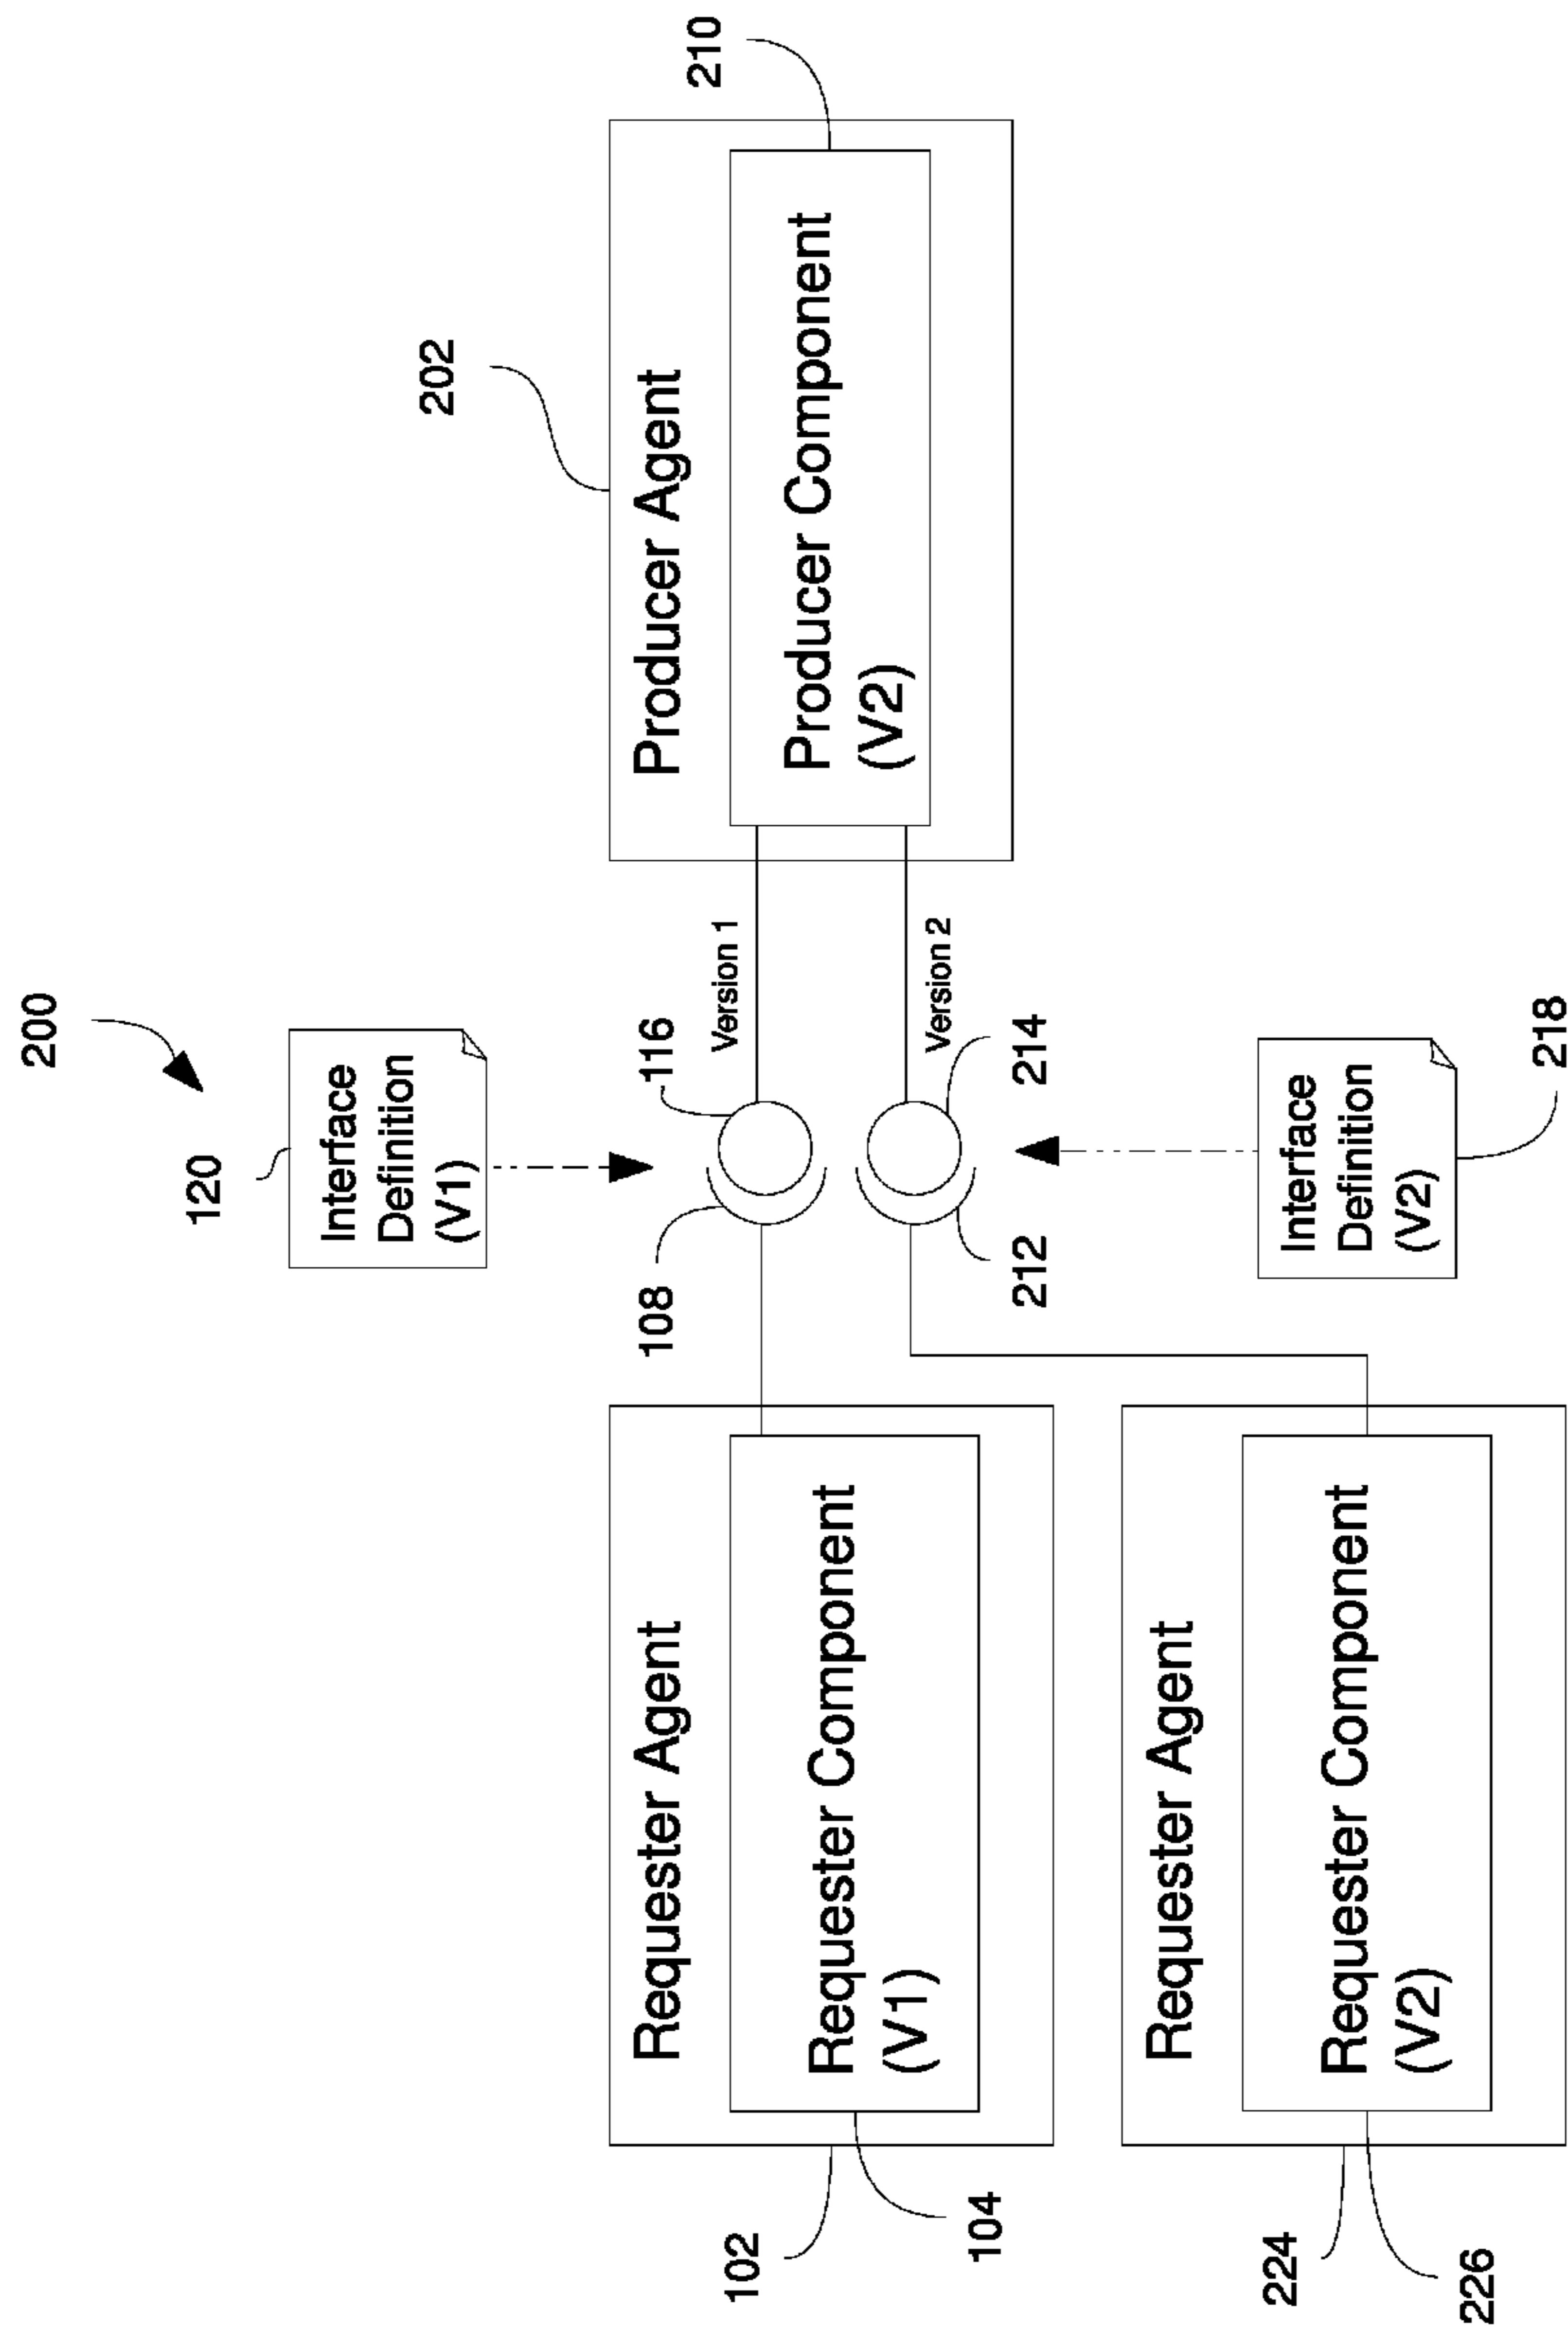 200
120
Interface
Definition
(V1)
202
210
Requester Agent
Requester Component
(V1)
102
104
108
116
Version 1
Producer Agent
Producer Component
(V2)
Version 2
212
214
Requester Agent
Requester Component
(V2)
224
226
Interface
Definition
(V2)
218